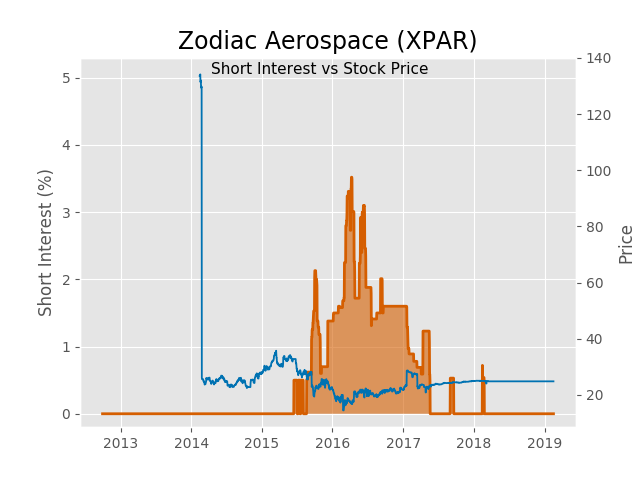 Zodiac Aerospace (XPAR)
Short Interest vs Stock Price
Short Interest (%)
5
4
3
2
1
0
140
120
100
80
60
40
20
Price
2013 2014 2015 2016 2017 2018 2019